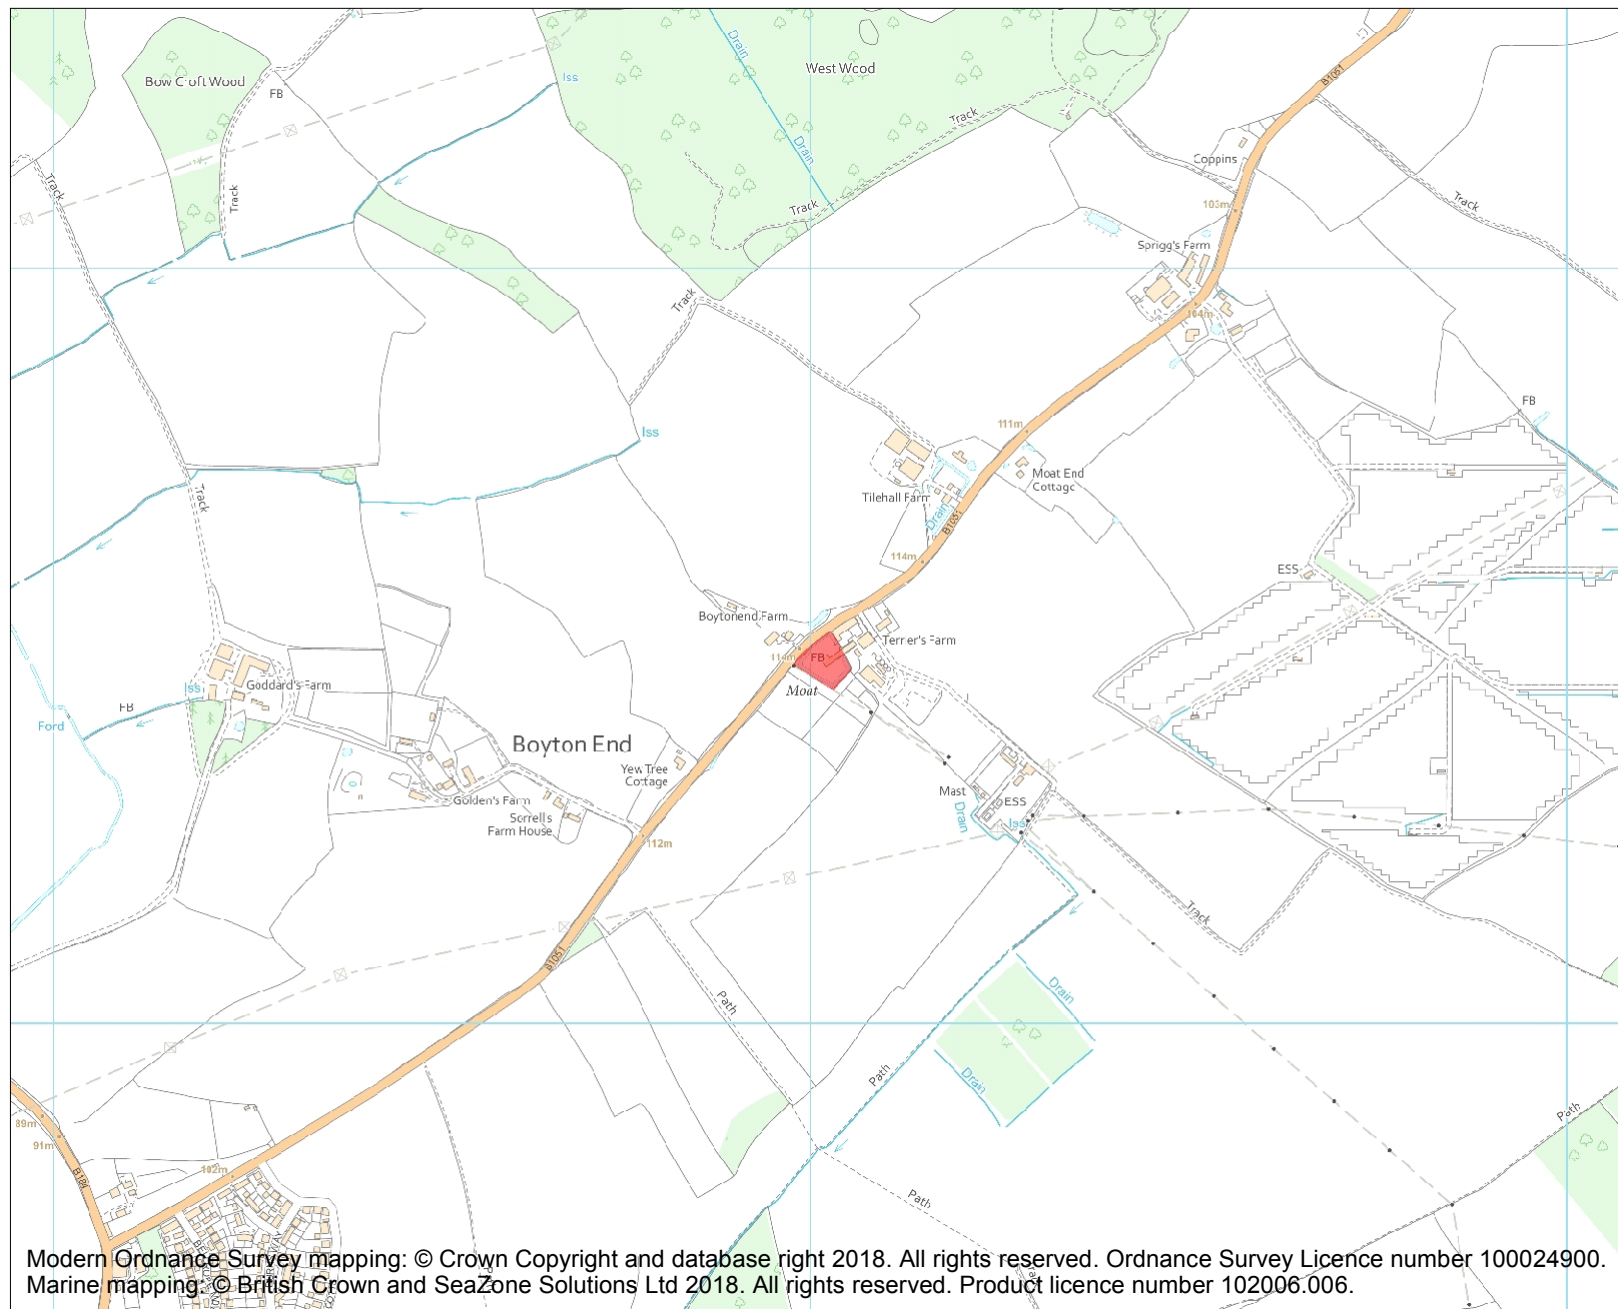 Drain
West Wood
B1051
Iss
Bow Croft Wood
FB
Track
Drain
Coppins
Track
Track
Track
103m
Track
Track
Sprigg's Farm
Track
104m
FB
111m
Iss
Moat End
Cottage
Tilehall Farm
Track
Drain
B1051
114m
ESS
Boytonend Farm
Terrier's Farm
114m
FB
Moat
Goddard's Farm
Iss
FB
Ford
Boyton End
Yew Tree
Cottage
Mast
ESS
Golden's Farm
Drain
Iss
Sorrell's
Farm House
112m
Track
B1051
Path
Drain
Path
Drain
Path
89m
91m
B184
102m
Path
Modern Ordnance Survey mapping: © Crown Copyright and database right 2018. All rights reserved. Ordnance Survey Licence number 100024900.
Marine mapping: © British Crown and SeaZone Solutions Ltd 2018. All rights reserved. Product licence number 102006.006.